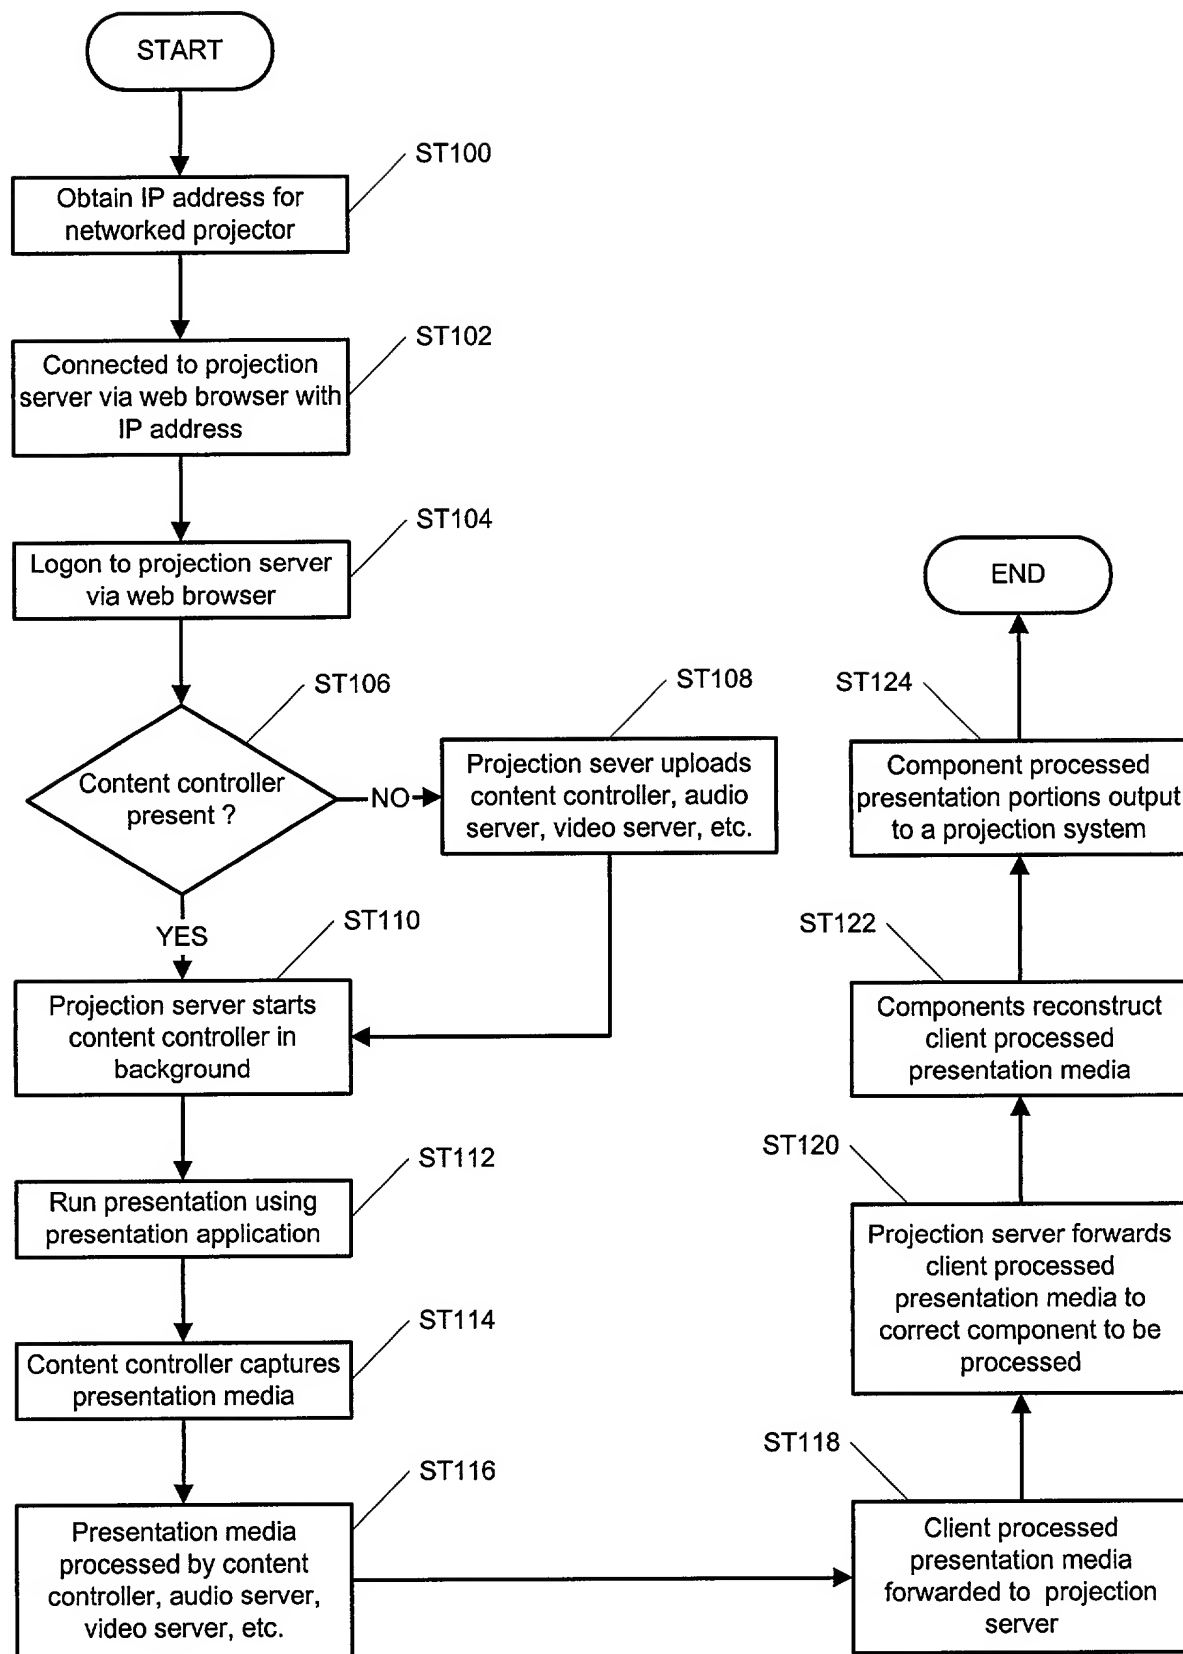 START
ST100
Obtain IP address for
networked projector
ST102
Connected to projection
server via web browser with
IP address
ST104
Logon to projection server
via web browser
ST106
Content controller
present ?
NO
ST108
Projection sever uploads
content controller, audio
server, video server, etc.
YES
ST110
Projection server starts
content controller in
background
ST112
Run presentation using
presentation application
ST114
Content controller captures
presentation media
ST116
Presentation media
processed by content
controller, audio server,
video server, etc.
ST118
Client processed
presentation media
forwarded to projection
server
ST120
Projection server forwards
client processed
presentation media to
correct component to be
processed
ST122
Components reconstruct
client processed
presentation media
ST124
Component processed
presentation portions output
to a projection system
END